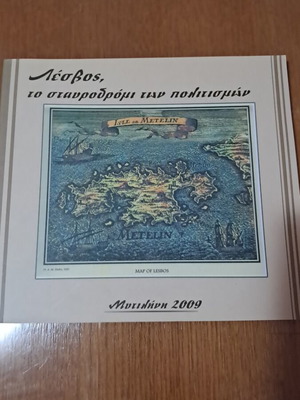 Λέσβος,
το σταυροδρόμι των πολιτισμών
ISLE OF METELIN
METELIN
MAP OF LESBOS
Μυτιλήνη 2009